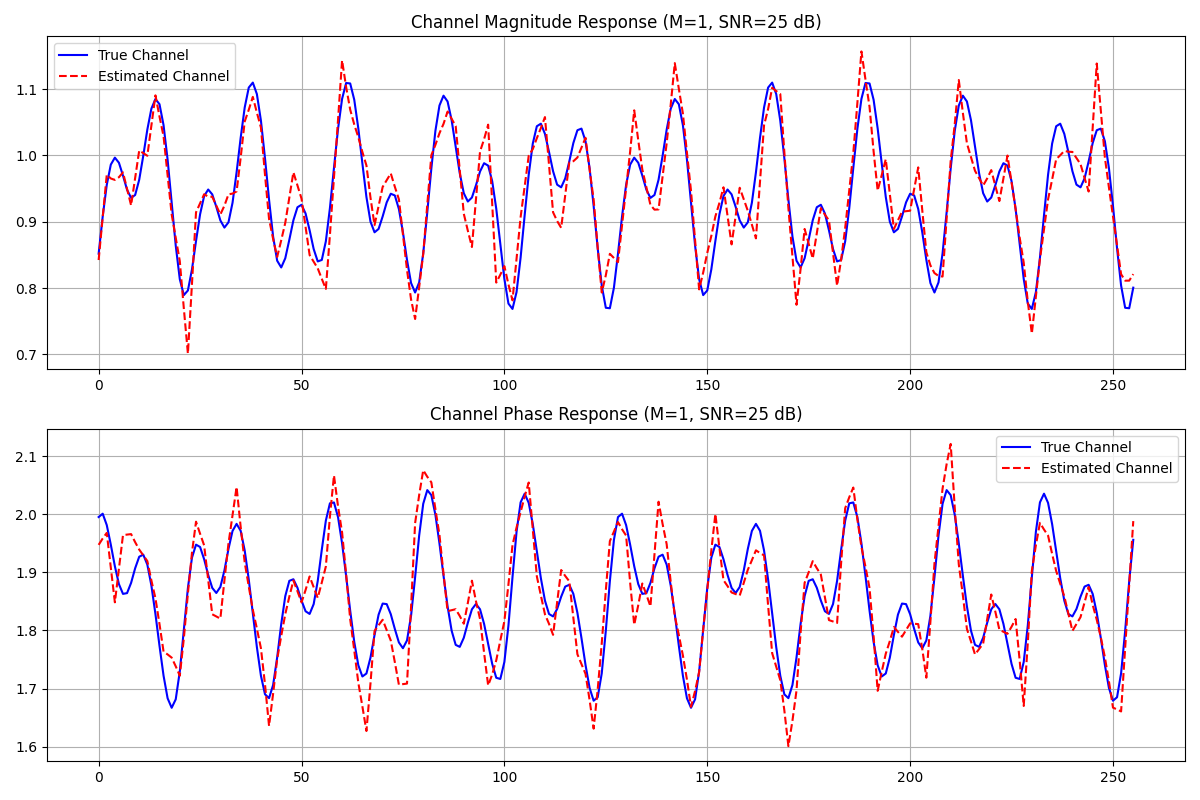 Channel Magnitude Response (M=1, SNR=25 dB)
True Channel
Estimated Channel
1.1
1.0
0.9
0.8
0.7
0 50 100 150 200 250
Channel Phase Response (M=1, SNR=25 dB)
True Channel
Estimated Channel
2.1
2.0
1.9
1.8
1.7
1.6
0 50 100 150 200 250